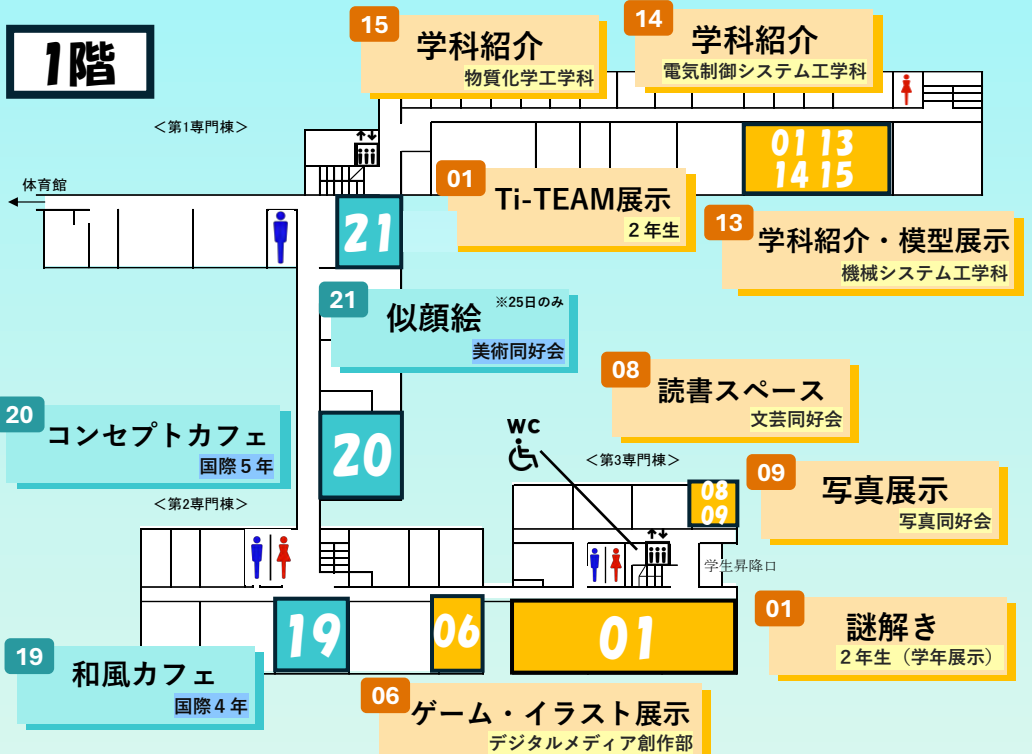 1階
15
学科紹介
物質化学工学科
14
学科紹介
電気制御システム工学科
＜第1専門棟＞
体育館
01 13
14 15
01
Ti-TEAM展示
２年生
13
学科紹介・模型展示
機械システム工学科
21
21
似顔絵
※25日のみ
美術同好会
08
読書スペース
文芸同好会
20
コンセプトカフェ
国際５年
20
WC
＜第3専門棟＞
08
09
09
写真展示
写真同好会
＜第2専門棟＞
学生昇降口
19
06
01
01
謎解き
２年生（学年展示）
19
和風カフェ
国際４年
06
ゲーム・イラスト展示
デジタルメディア創作部